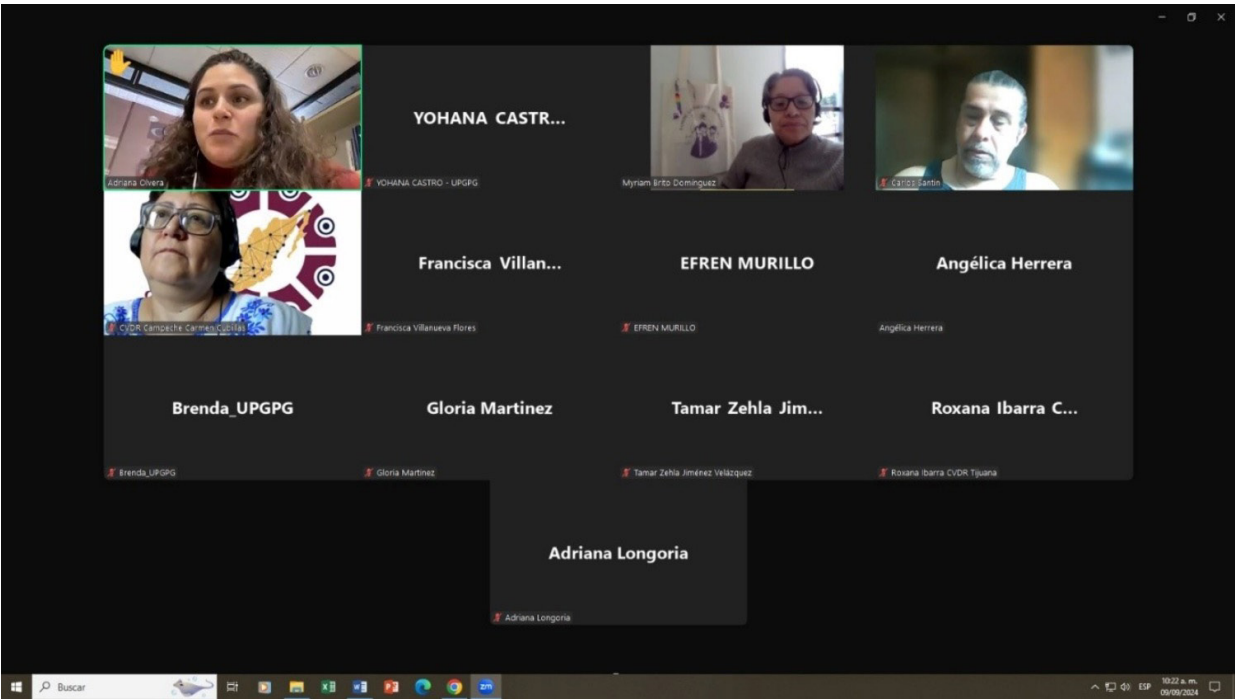 Adriana Olvera
YOHANA CASTR...
YOHANA CASTRO - UPGPG
Myriam Brito Domínguez
Carlos Santin
CVDR Campeche Carmen Cubillas
Francisca Villan...
Francisca Villanueva Flores
EFREN MURILLO
EFREN MURILLO
Angélica Herrera
Angélica Herrera
Brenda_UPGPG
Brenda_UPGPG
Gloria Martinez
Gloria Martinez
Tamar Zehla Jim...
Tamar Zehla Jiménez Velázquez
Roxana Ibarra C...
Roxana Ibarra CVDR Tijuana
Adriana Longoria
Adriana Longoria
Buscar
zm
ESP
10:22 a. m.
09/09/2024